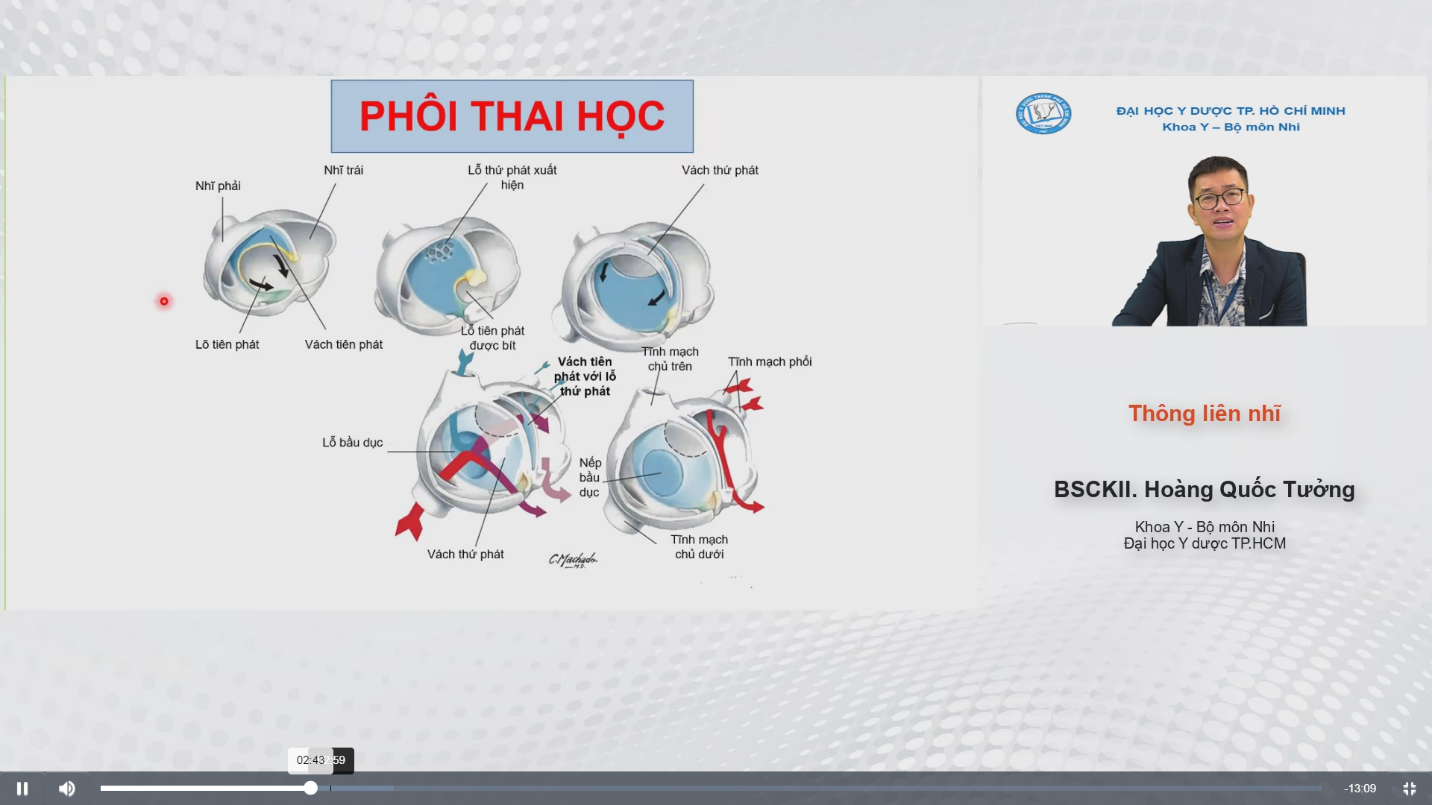 PHÔI THAI HỌC
Nhĩ phải
Nhĩ trái
Lỗ thứ phát xuất
hiện
Vách thứ phát
Lõ tiên phát
Vách tiên phát
Lỗ tiên phát
được bít
Vách tiên
phát với lỗ
thứ phát
Tĩnh mạch
chủ trên
Tĩnh mạch phổi
Lỗ bầu dục
Nếp
bầu
dục
Vách thứ phát
C.Machado
M.D.
Tĩnh mạch
chủ dưới
ĐẠI HỌC Y DƯỢC TP. HỒ CHÍ MINH
Khoa Y – Bộ môn Nhi
Thông liên nhĩ
BSCKII. Hoàng Quốc Tưởng
Khoa Y - Bộ môn Nhi
Đại học Y dược TP.HCM
02:43
:59
-13:09